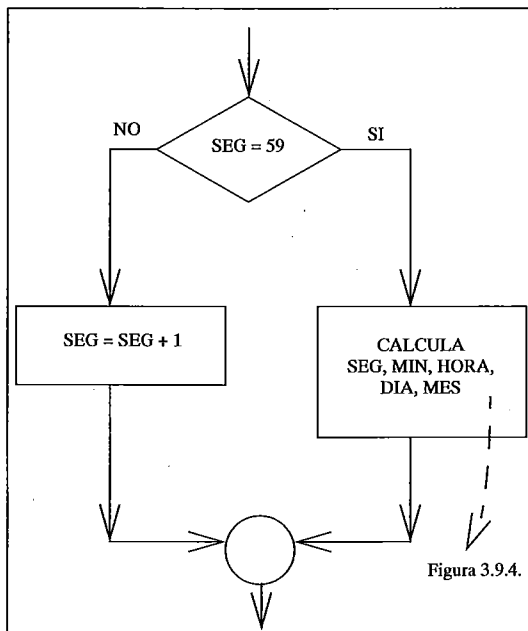 SEG = 59
NO
SI
SEG = SEG + 1
CALCULA
SEG, MIN, HORA,
DIA, MES
Figura 3.9.4.